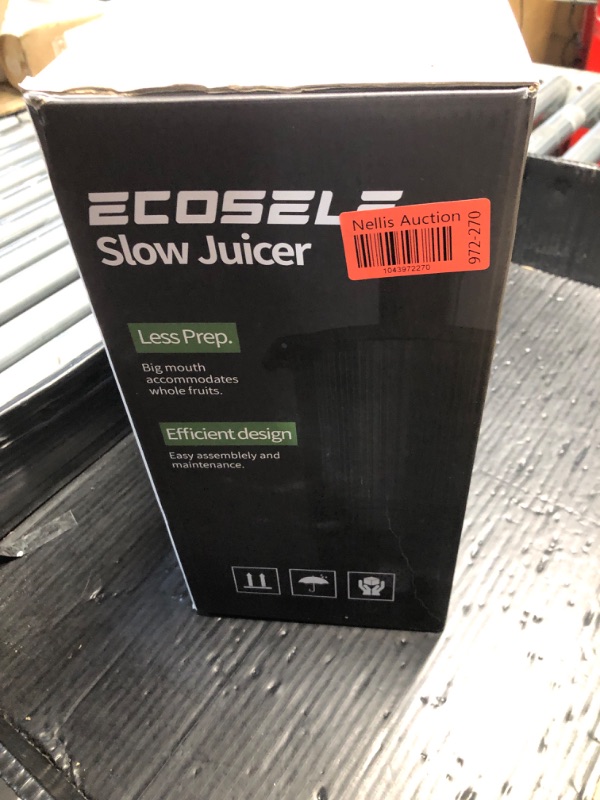 ECOSELF
Slow Juicer
Nellis Auction
1043972270
972-270
Less Prep.
Big mouth
accommodates
whole fruits.
Efficient design
Easy assemblely and
maintenance.